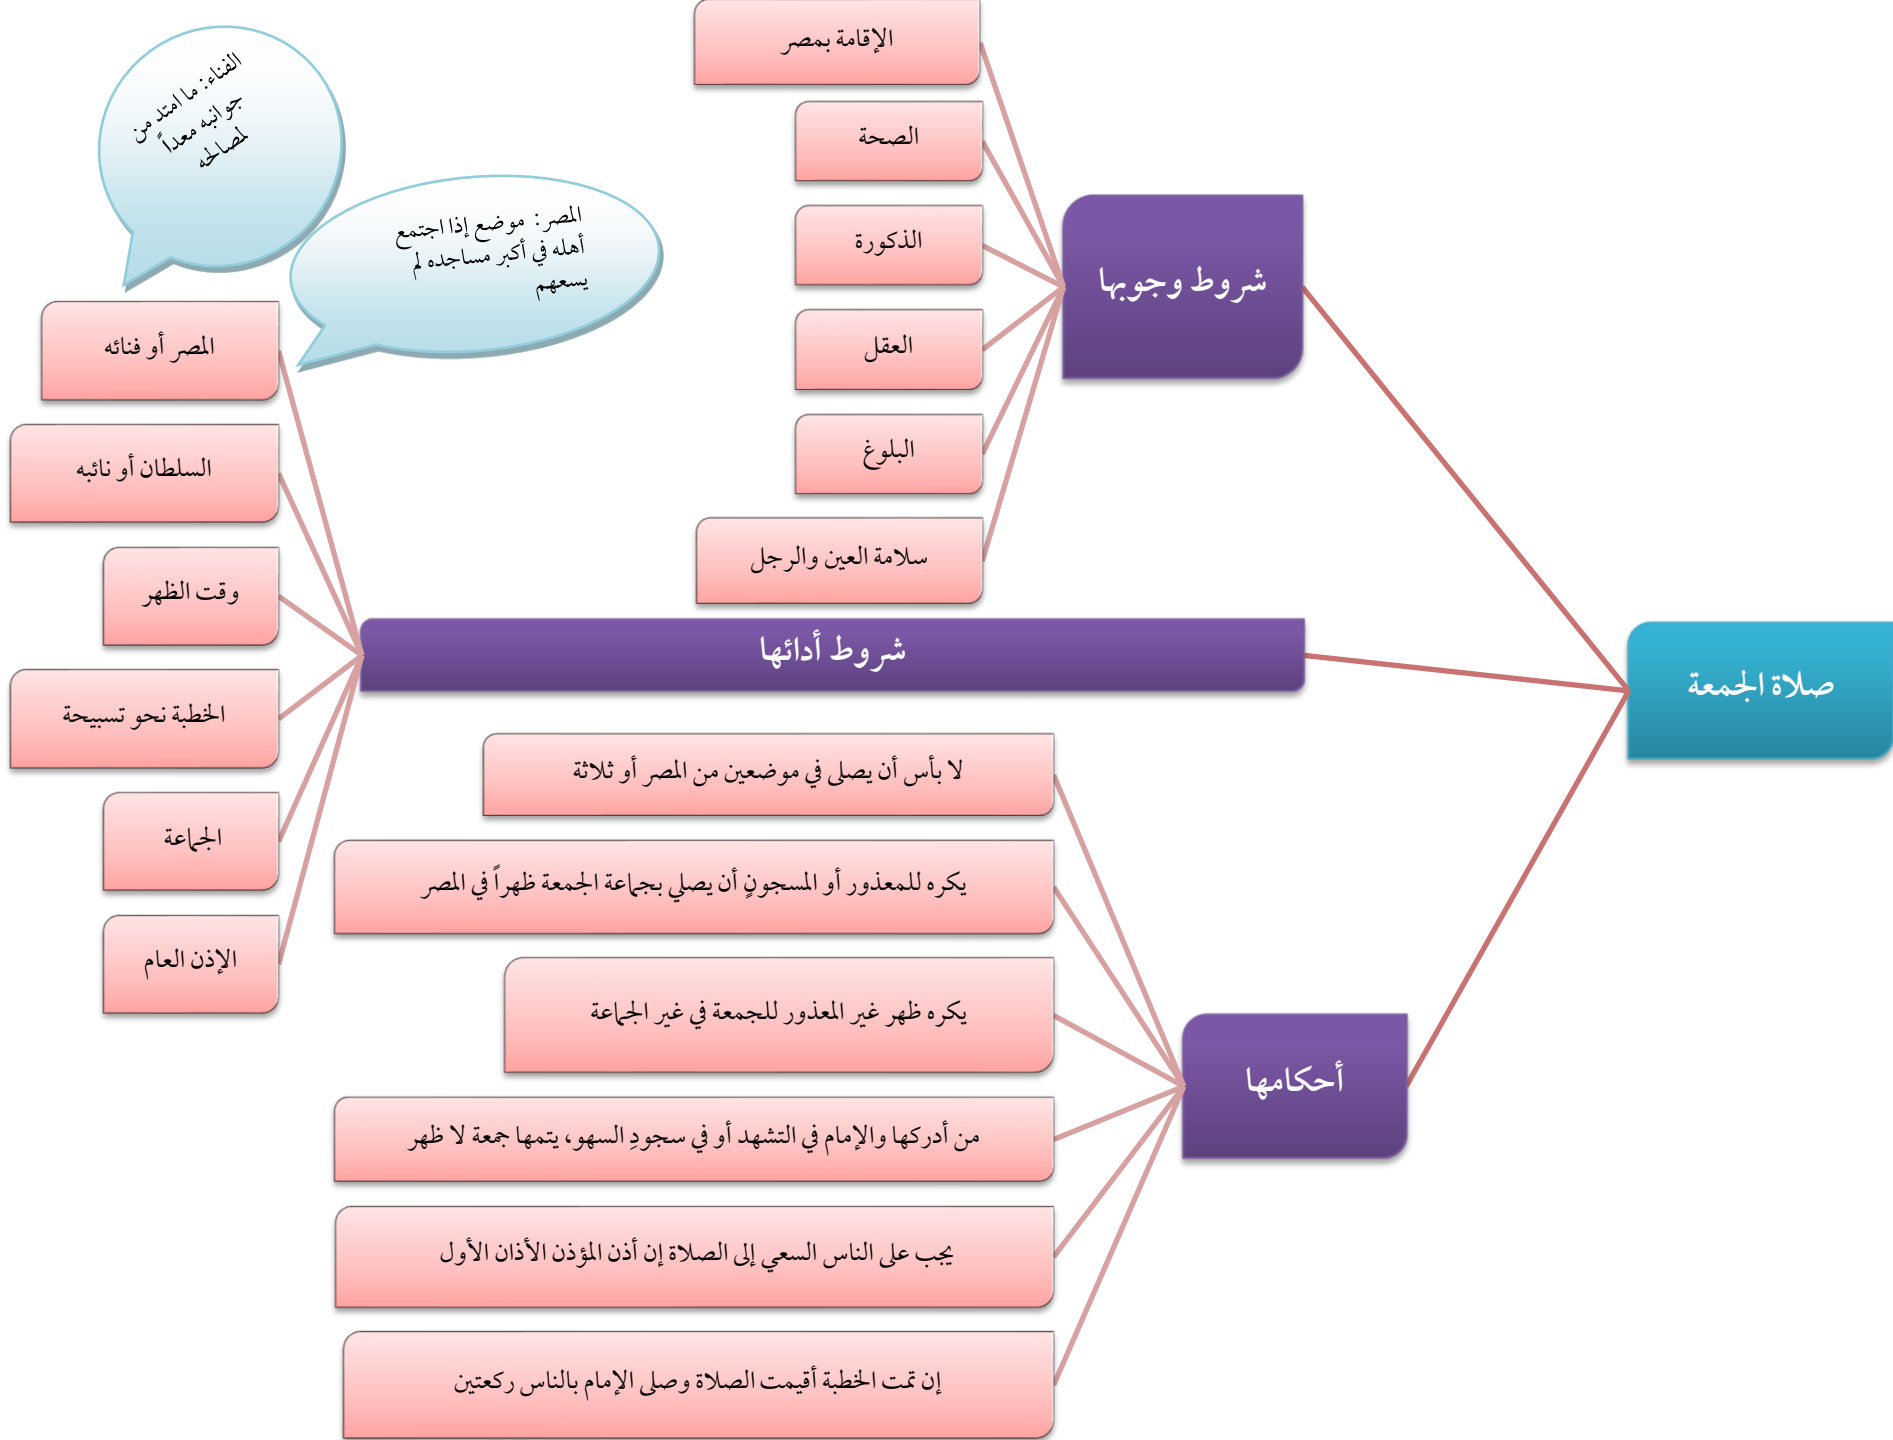 صلاة الجمعة
شروط وجوبها
الإقامة بمصر
الصحة
الذكورة
العقل
البلوغ
سلامة العين والرجل
شروط أدائها
المصر أو فنائه
الفناء: ما امتد من
جوانبه معداً
لمصالحه
المصر: موضع إذا اجتمع
أهله في أكبر مساجده لم
يسعهم
السلطان أو نائبه
وقت الظهر
الخطبة نحو تسبيحة
الجماعة
الإذن العام
أحكامها
لا بأس أن يصلى في موضعين من المصر أو ثلاثة
يكره للمعذور أو المسجونٍ أن يصلي بجماعة الجمعة ظهراً في المصر
يكره ظهر غير المعذور للجمعة في غير الجماعة
من أدركها والإمام في التشهد أو في سجودِ السهو، يتمها جمعة لا ظهر
يجب على الناس السعي إلى الصلاة إن أذن المؤذن الأذان الأول
إن تمت الخطبة أقيمت الصلاة وصلى الإمام بالناس ركعتين